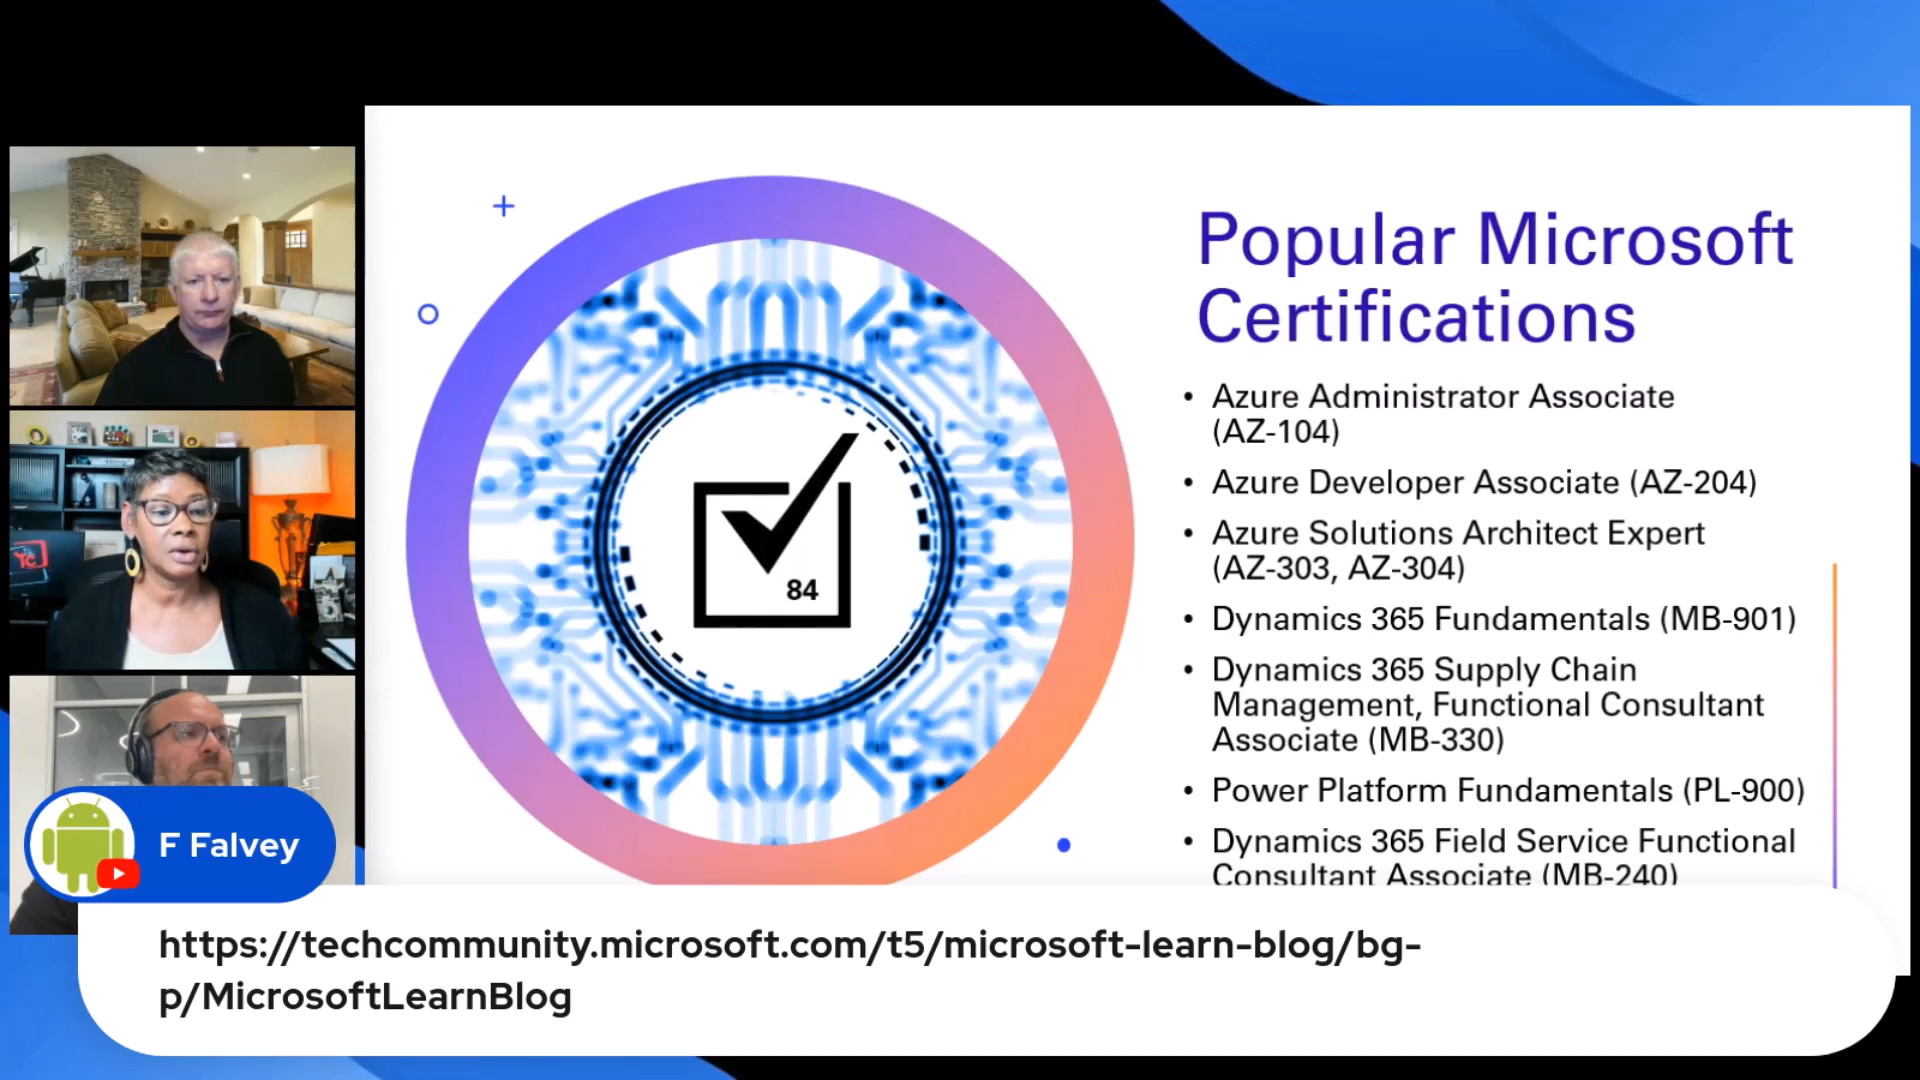 Popular Microsoft
Certifications
• Azure Administrator Associate
(AZ-104)
• Azure Developer Associate (AZ-204)
• Azure Solutions Architect Expert
(AZ-303, AZ-304)
• Dynamics 365 Fundamentals (MB-901)
• Dynamics 365 Supply Chain
Management, Functional Consultant
Associate (MB-330)
• Power Platform Fundamentals (PL-900)
• Dynamics 365 Field Service Functional
Consultant Associate (MB-240)
84
YC
F Falvey
https://techcommunity.microsoft.com/t5/microsoft-learn-blog/bg-
p/MicrosoftLearnBlog